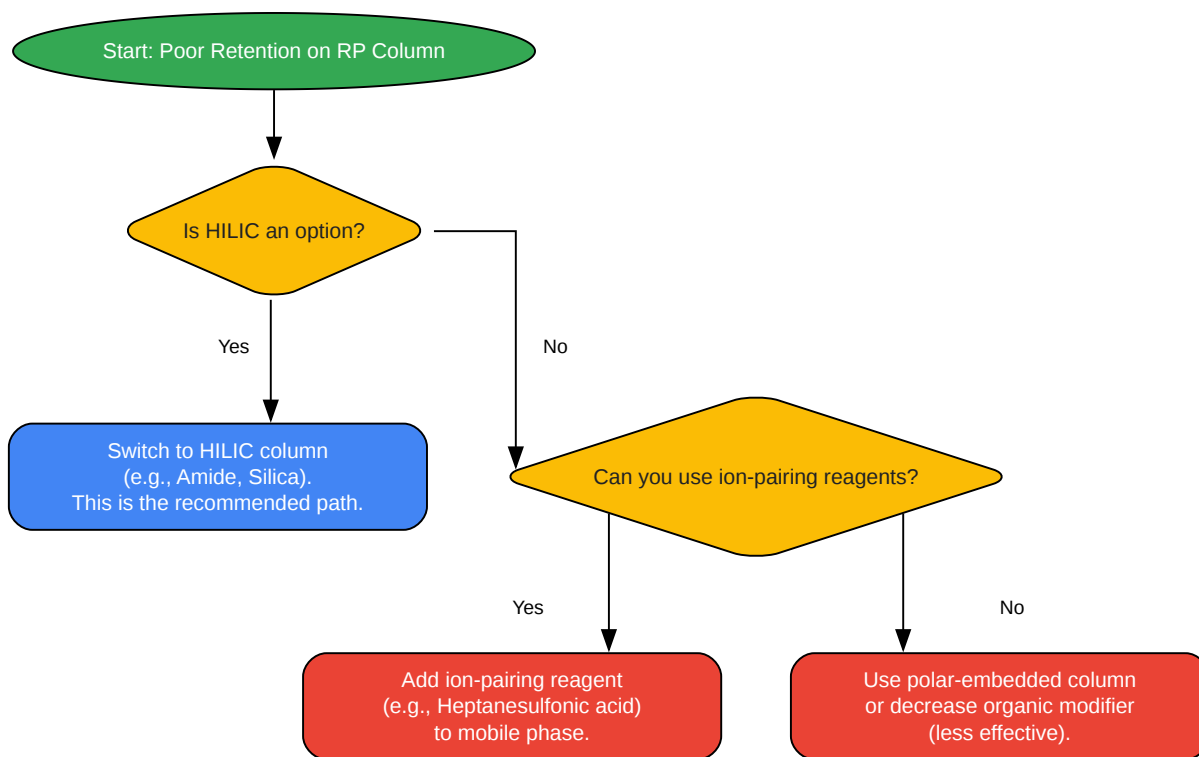 Start: Poor Retention on RP Column
Is HILIC an option?
Yes
No
Switch to HILIC column
(e.g., Amide, Silica).
This is the recommended path.
Can you use ion-pairing reagents?
Yes
No
Add ion-pairing reagent
(e.g., Heptanesulfonic acid)
to mobile phase.
Use polar-embedded column
or decrease organic modifier
(less effective).